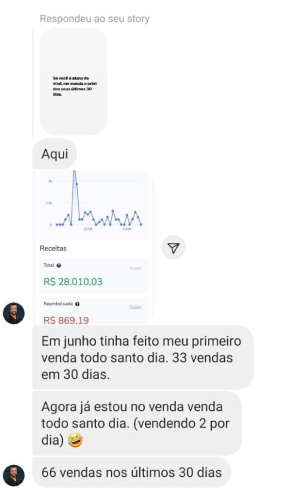 Respondeu ao seu story
Se você é aluno do
viral, me manda o print
dos seus últimos 30
dias.
Aqui
Receitas
Total
R$ 28.010,03
Reembolsado
R$ 869,19
Em junho tinha feito meu primeiro
venda todo santo dia. 33 vendas
em 30 dias.
Agora já estou no venda venda
todo santo dia. (vendendo 2 por
dia) 🤣
66 vendas nos últimos 30 dias